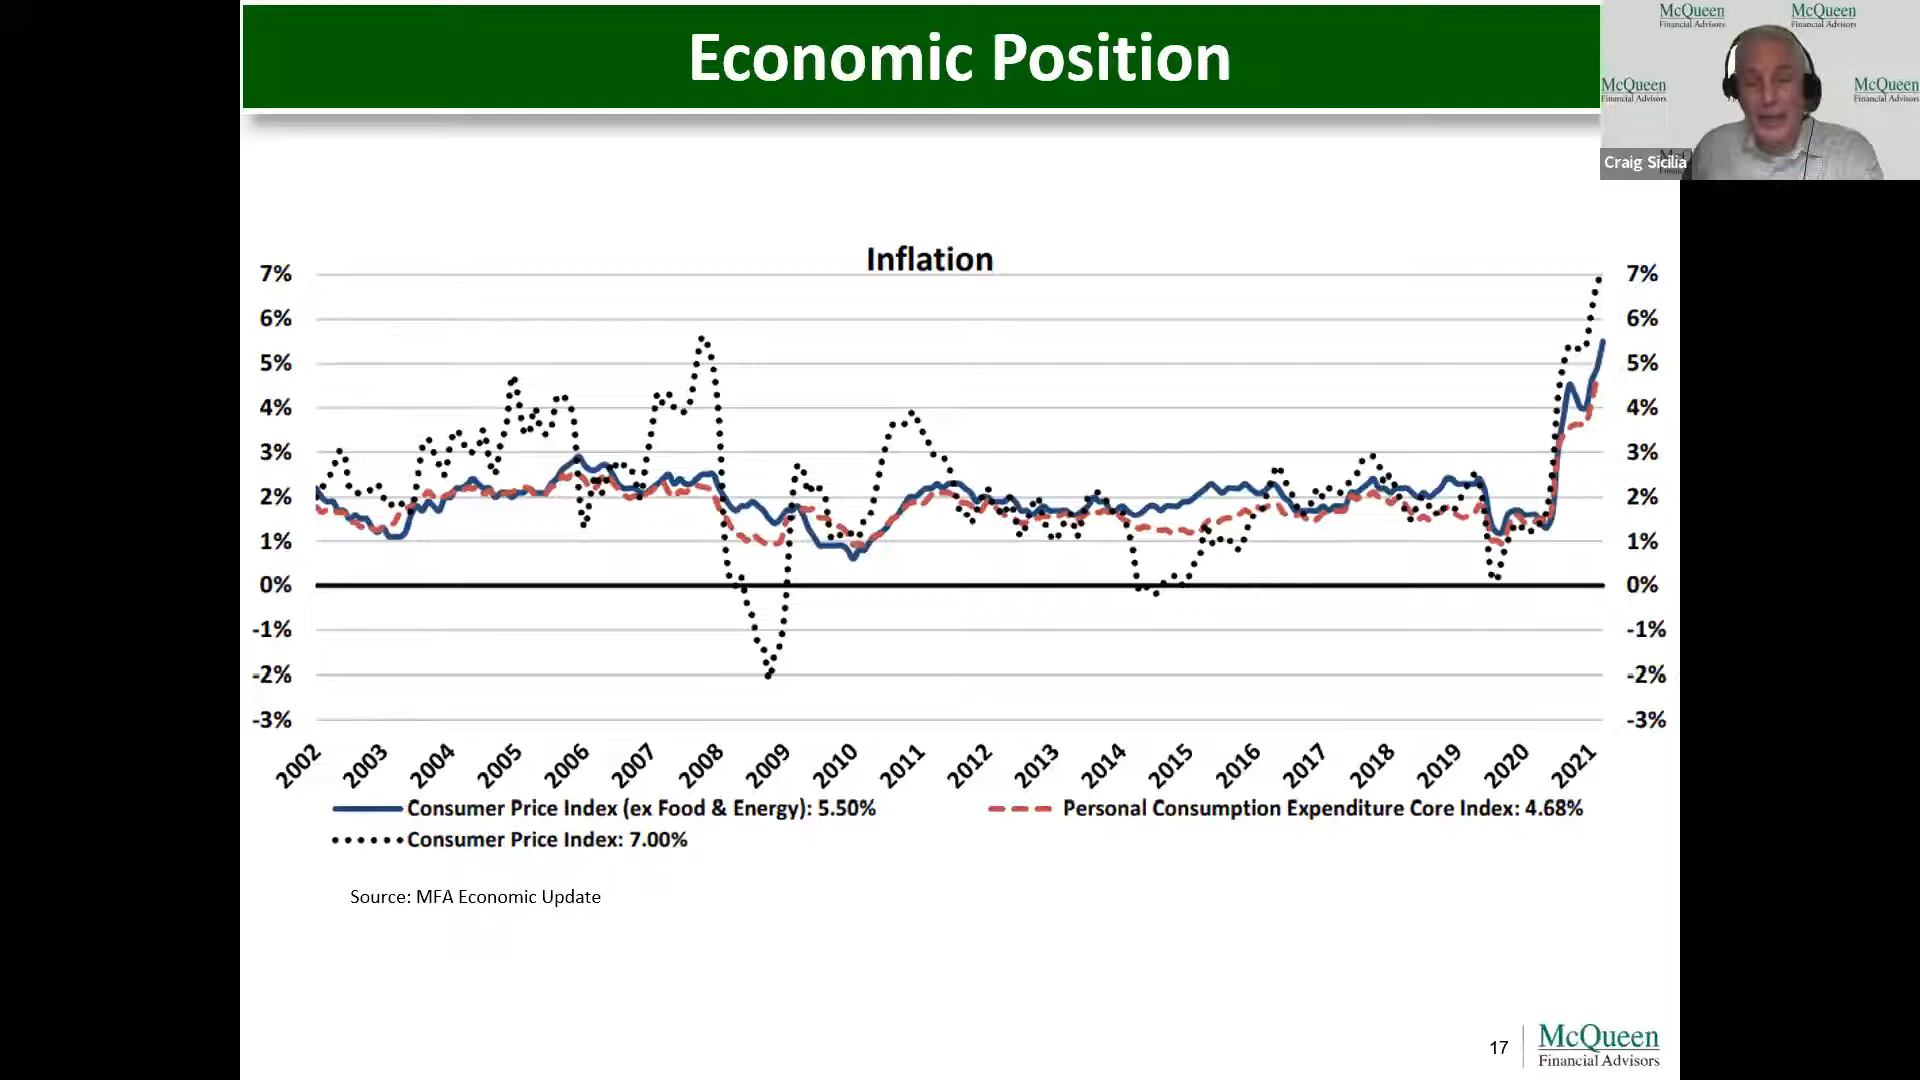 Economic Position
McQueen
Financial Advisors
McQueen
Financial Advisors
McQueen
Financial Advisors
McQueen
Financial Advisors
Craig Sicilia
Inflation
7%
7%
6%
6%
5%
5%
4%
4%
3%
3%
2%
2%
1%
1%
0%
0%
-1%
-1%
-2%
-2%
-3%
-3%
2002 2003 2004 2005 2006 2007 2008 2009 2010 2011 2012 2013 2014 2015 2016 2017 2018 2019 2020 2021
Consumer Price Index (ex Food & Energy): 5.50%
Personal Consumption Expenditure Core Index: 4.68%
Consumer Price Index: 7.00%
Source: MFA Economic Update
17
McQueen
Financial Advisors